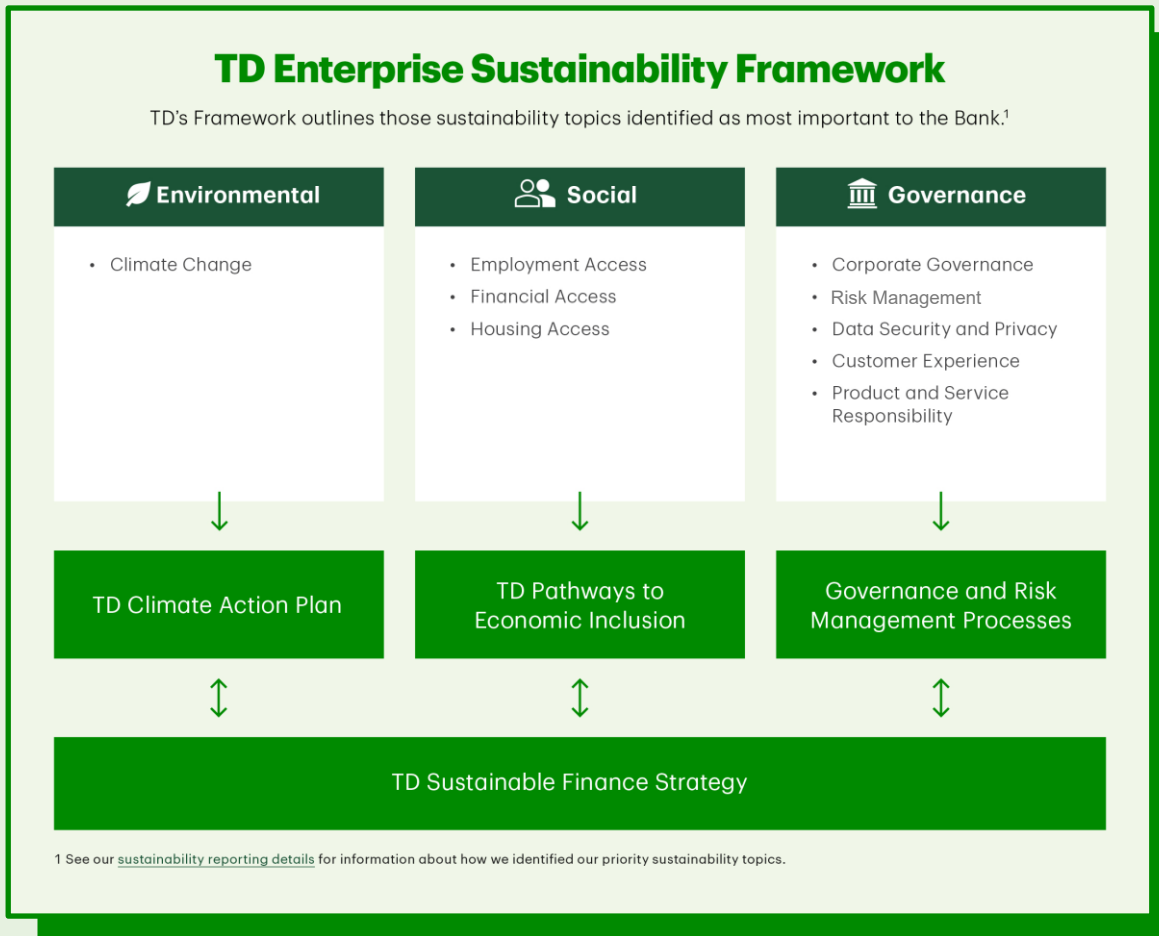 TD Enterprise Sustainability Framework
TD's Framework outlines those sustainability topics identified as most important to the Bank.¹
Environmental
• Climate Change
Social
• Employment Access
• Financial Access
• Housing Access
Governance
• Corporate Governance
• Risk Management
• Data Security and Privacy
• Customer Experience
• Product and Service
Responsibility
TD Climate Action Plan
TD Pathways to
Economic Inclusion
Governance and Risk
Management Processes
TD Sustainable Finance Strategy
1 See our sustainability reporting details for information about how we identified our priority sustainability topics.